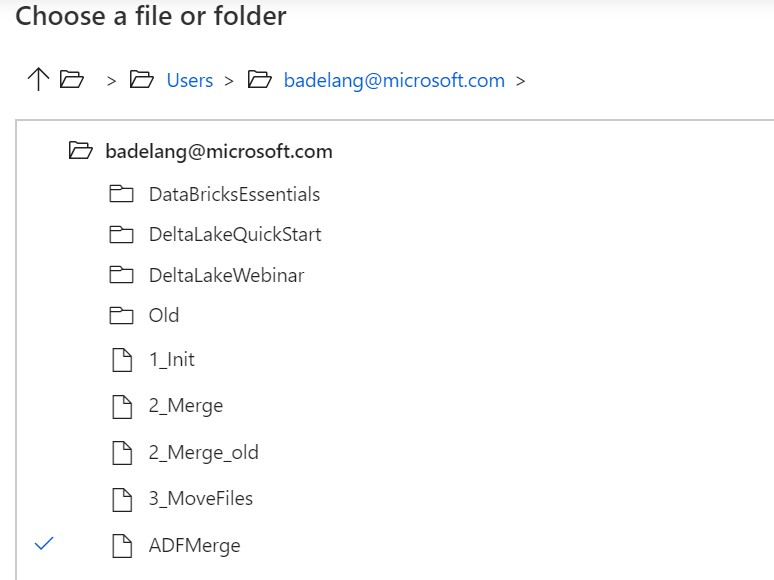 Choose a file or folder
> Users > badelang@microsoft.com >
badelang@microsoft.com
DataBricksEssentials
DeltaLakeQuickStart
DeltaLakeWebinar
Old
1_Init
2_Merge
2_Merge_old
3_MoveFiles
ADFMerge